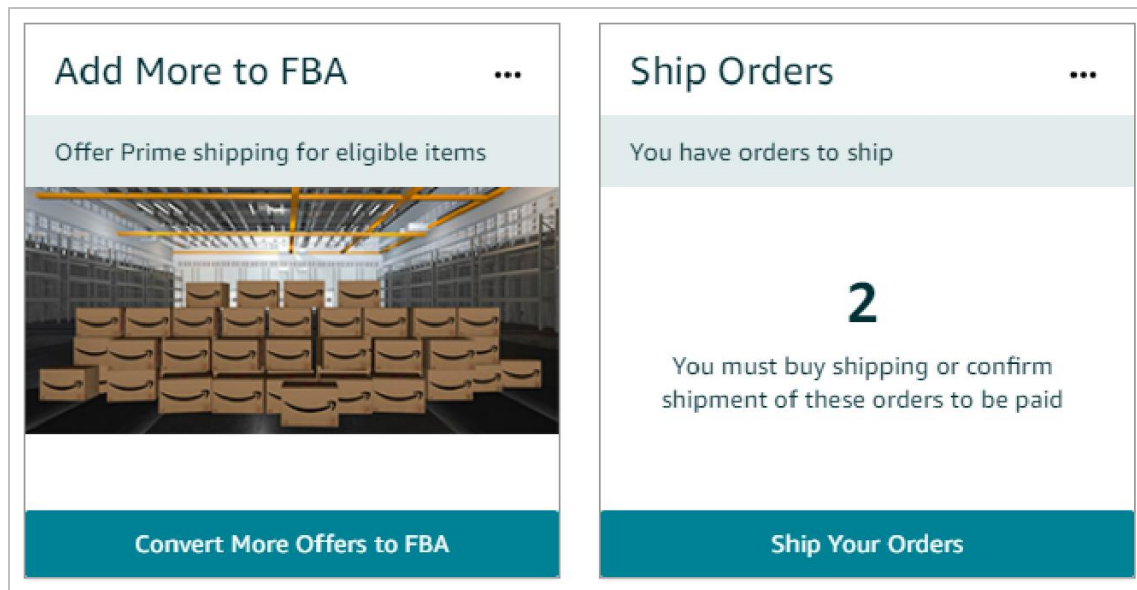 Add More to FBA
Offer Prime shipping for eligible items
Convert More Offers to FBA
Ship Orders
You have orders to ship
2
You must buy shipping or confirm
shipment of these orders to be paid
Ship Your Orders